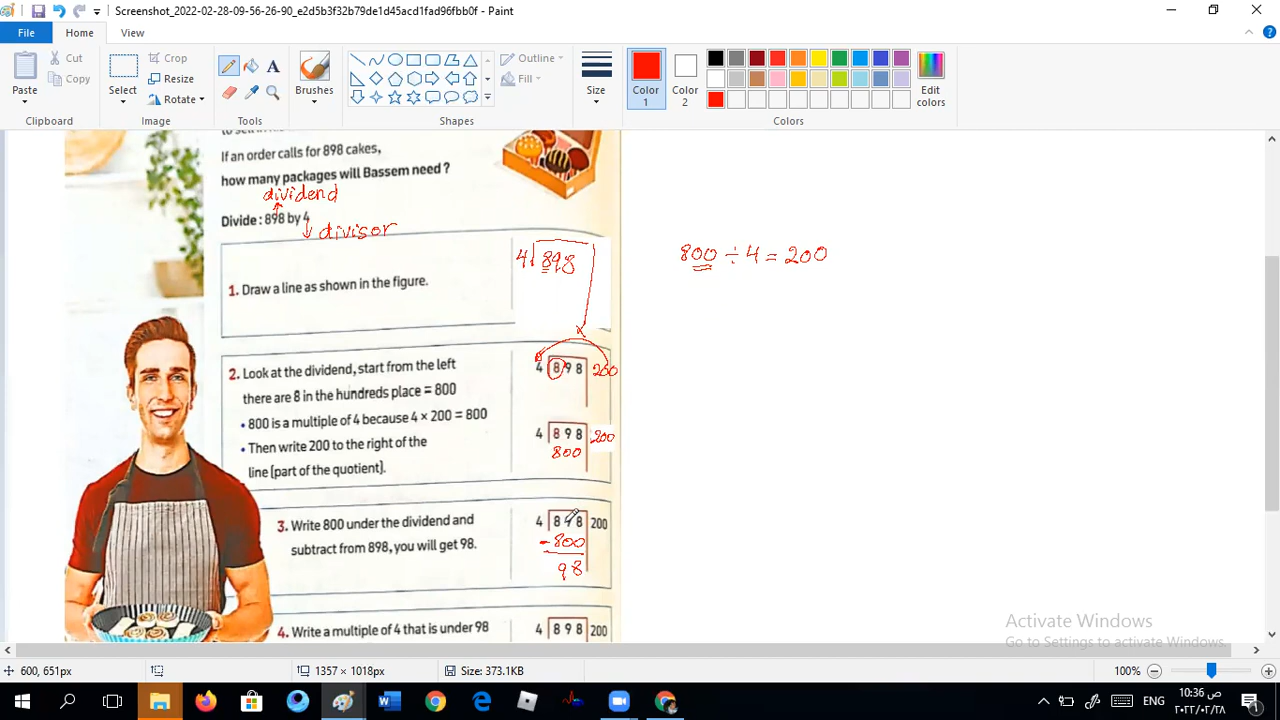 Screenshot_2022-02-28-09-56-26-90_e2d5b3f32b79de1d45acd1fad96fbb0f - Paint
File
Home
View
Paste
Cut
Copy
Clipboard
Select
Crop
Resize
Rotate
Image
Tools
Brushes
Shapes
Outline
Fill
Size
Color 1
Color 2
Edit colors
Colors
If an order calls for 898 cakes,
how many packages will Bassem need ?
dividend
Divide : 898 by 4
divisor
4 898
800 ÷ 4 = 200
1. Draw a line as shown in the figure.
2. Look at the dividend, start from the left
there are 8 in the hundreds place = 800
• 800 is a multiple of 4 because 4 × 200 = 800
• Then write 200 to the right of the
line (part of the quotient).
x
4 898 200
4 898 200
800
3. Write 800 under the dividend and
subtract from 898, you will get 98.
4 898 200
- 800
98
4. Write a multiple of 4 that is under 98
4 898 200
Activate Windows
Go to Settings to activate Windows.
600, 651px
1357 × 1018px
Size: 373.1KB
100%
ENG
10:36 ص
٢٠٢٢/٠٢/٢٨
1